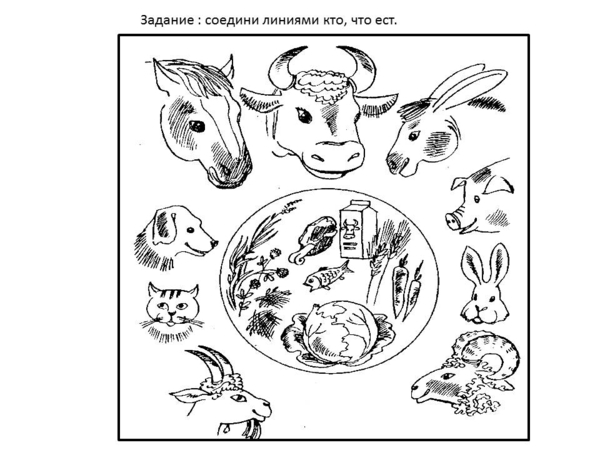 Задание : соедини линиями кто, что ест.